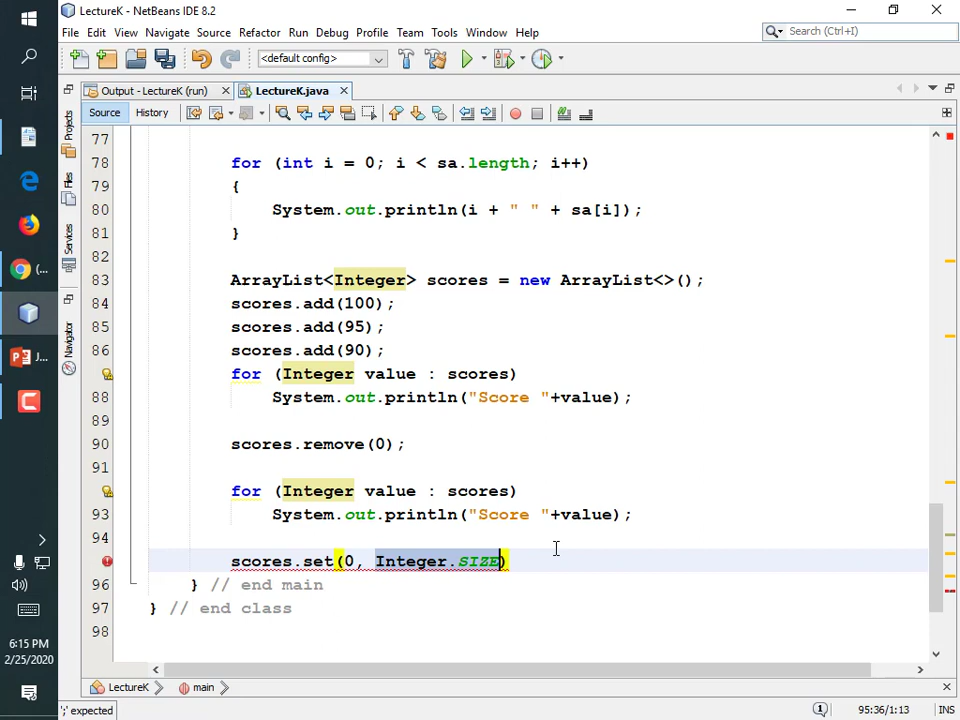 LectureK - NetBeans IDE 8.2
File Edit View Navigate Source Refactor Run Debug Profile Team Tools Window Help
Search (Ctrl+I)
<default config>
Output - LectureK (run) LectureK.java
Source History
Projects
Files
Services
Navigator
77
78 for (int i = 0; i < sa.length; i++)
79 {
80 System.out.println(i + " " + sa[i]);
81 }
82
83 ArrayList<Integer> scores = new ArrayList<>();
84 scores.add(100);
85 scores.add(95);
86 scores.add(90);
for (Integer value : scores)
88 System.out.println("Score "+value);
89
90 scores.remove(0);
91
for (Integer value : scores)
93 System.out.println("Score "+value);
94
scores.set(0, Integer.SIZE)
96 } // end main
97 } // end class
98
(...
J...
6:15 PM
2/25/2020
LectureK main
';' expected
1
95:36/1:13
INS